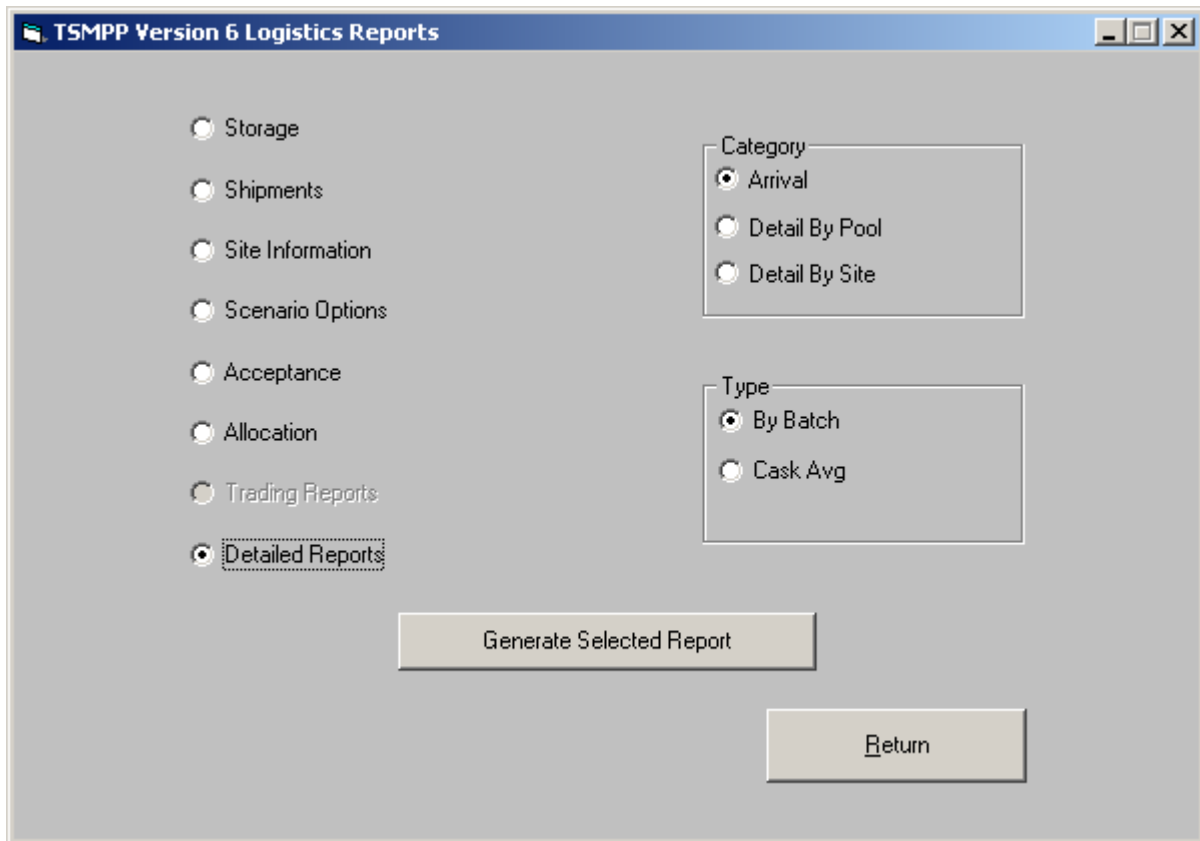 TSMPP Version 6 Logistics Reports
Storage
Shipments
Site Information
Scenario Options
Acceptance
Allocation
Trading Reports
Detailed Reports
Category
Arrival
Detail By Pool
Detail By Site
Type
By Batch
Cask Avg
Generate Selected Report
Return